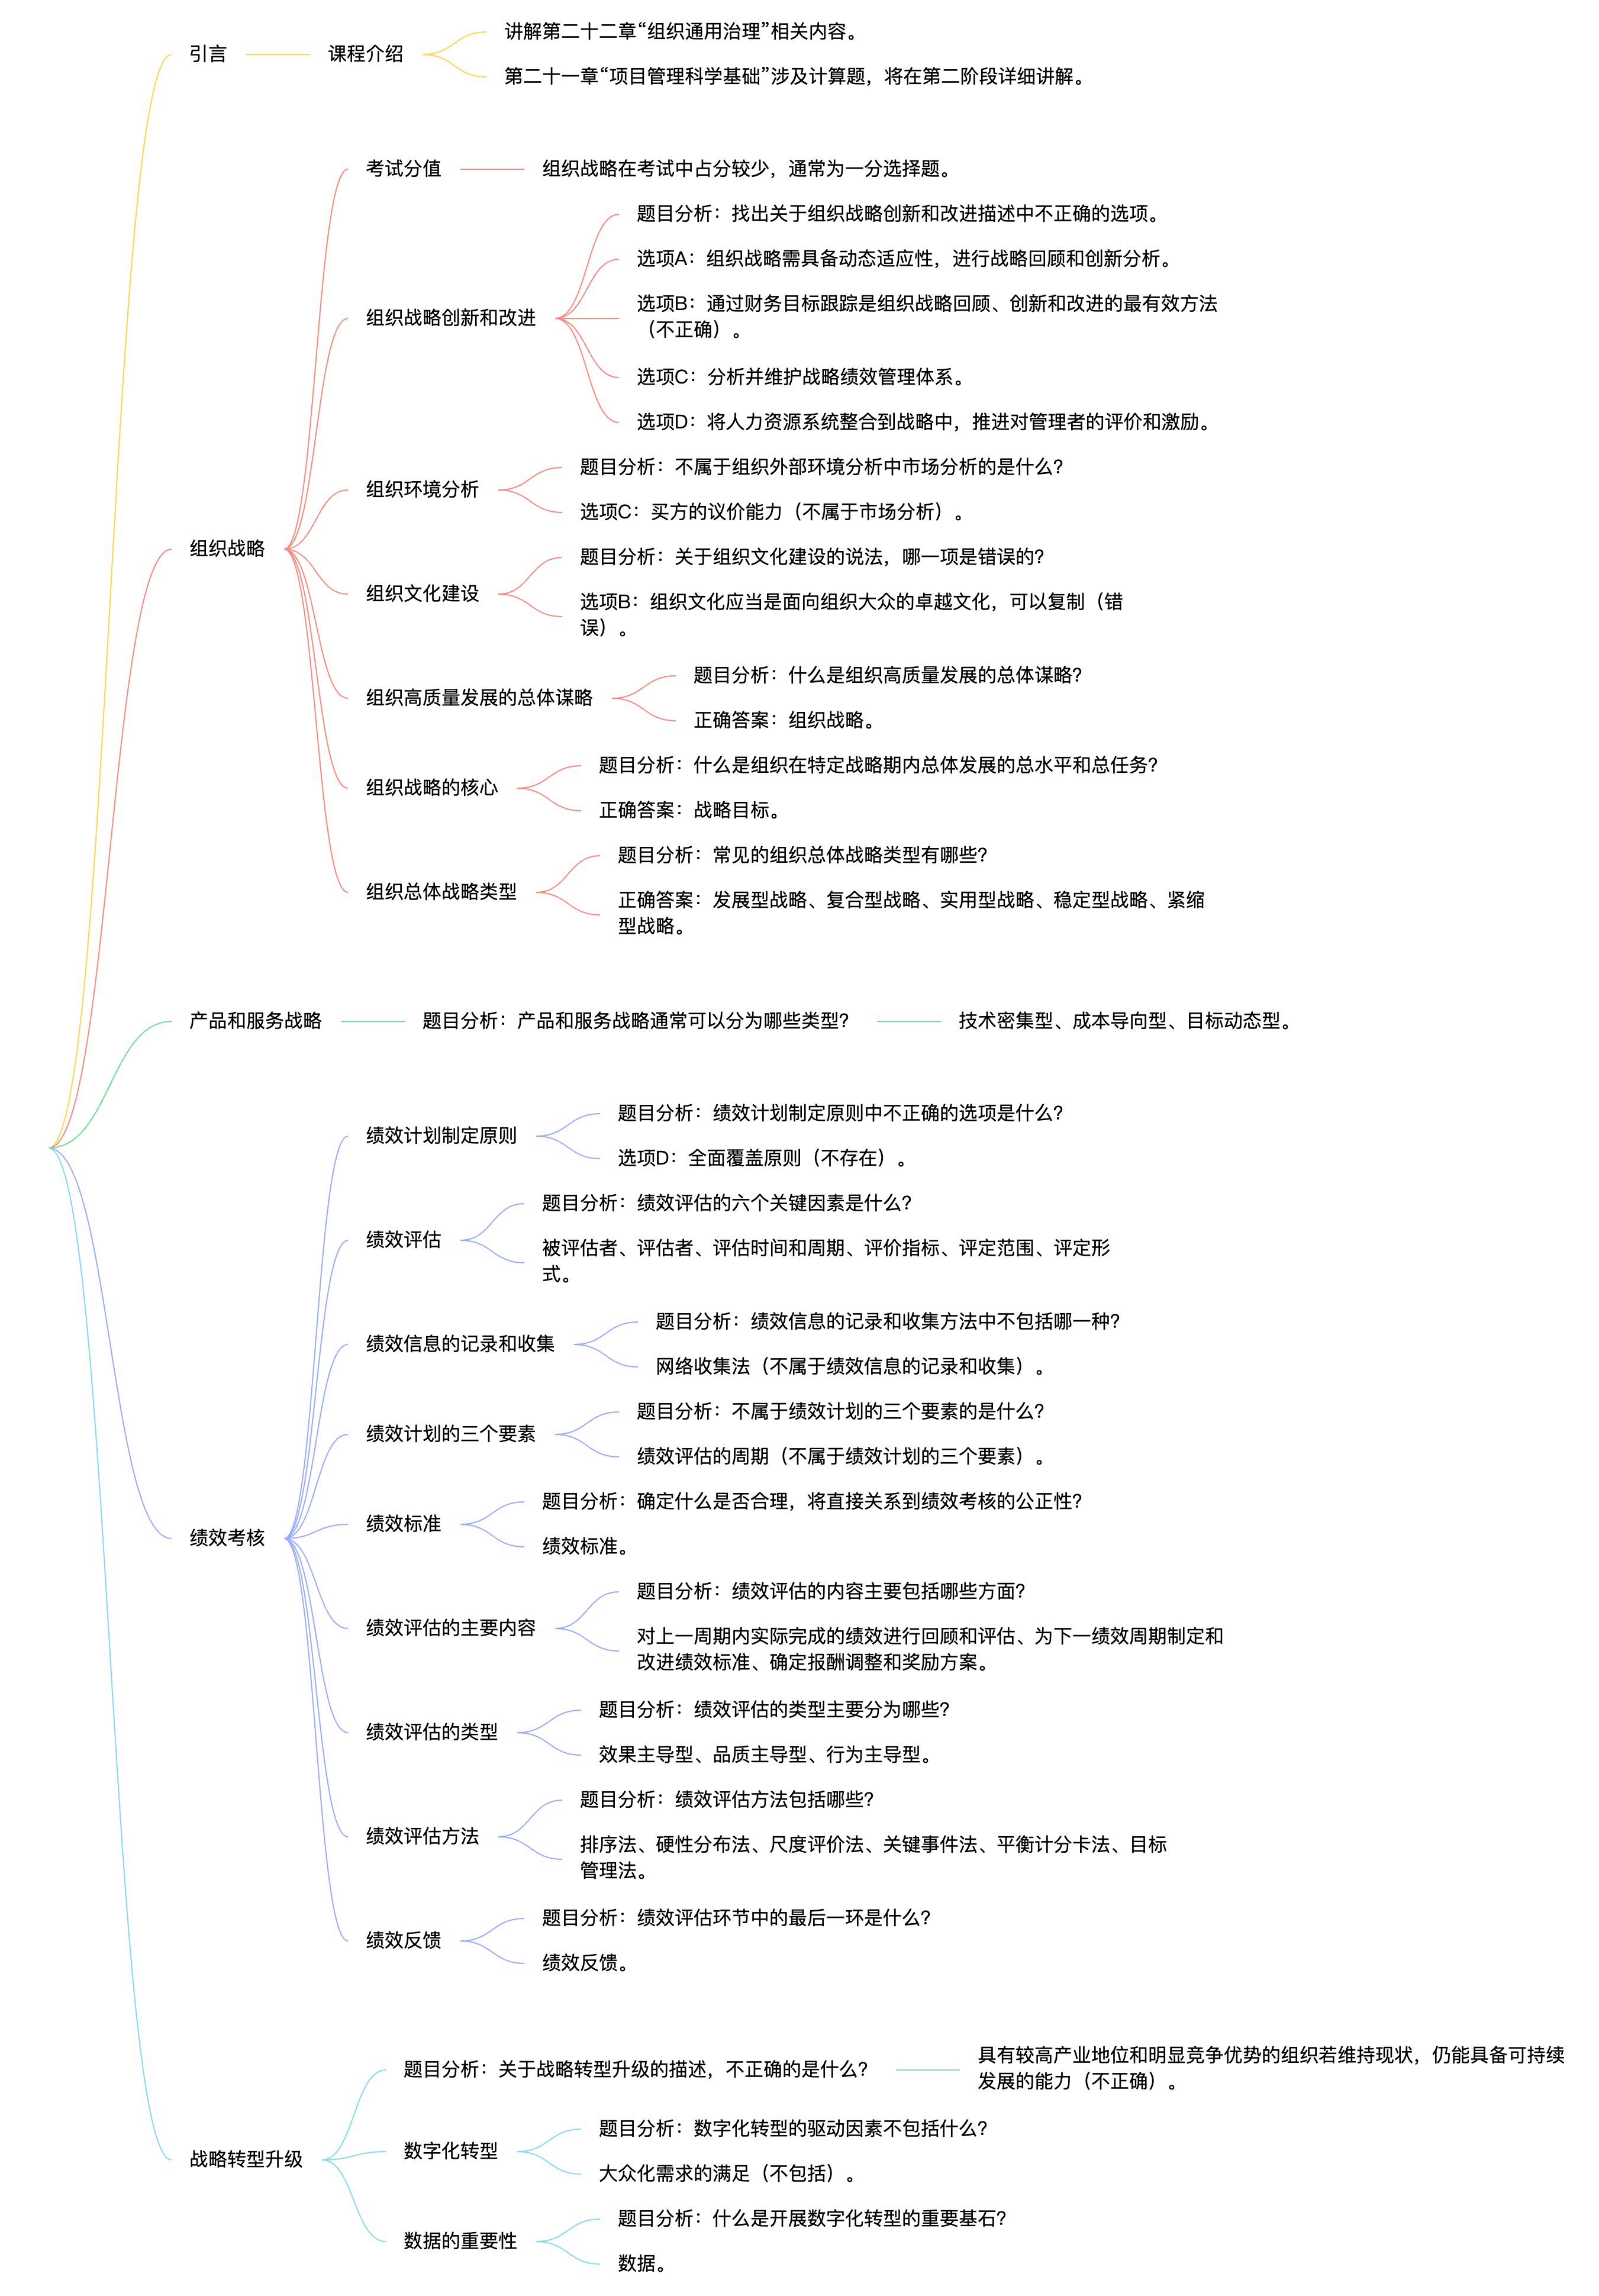 引言
课程介绍
讲解第二十二章“组织通用治理”相关内容。
第二十一章“项目管理科学基础”涉及计算题，将在第二阶段详细讲解。
组织战略
考试分值
组织战略在考试中占分较少，通常为一分选择题。
组织战略创新和改进
题目分析：找出关于组织战略创新和改进描述中不正确的选项。
选项A：组织战略需具备动态适应性，进行战略回顾和创新分析。
选项B：通过财务目标跟踪是组织战略回顾、创新和改进的最有效方法
（不正确）。
选项C：分析并维护战略绩效管理体系。
选项D：将人力资源系统整合到战略中，推进对管理者的评价和激励。
组织环境分析
题目分析：不属于组织外部环境分析中市场分析的是什么？
选项C：买方的议价能力（不属于市场分析）。
组织文化建设
题目分析：关于组织文化建设的说法，哪一项是错误的？
选项B：组织文化应当是面向组织大众的卓越文化，可以复制（错
误）。
组织高质量发展的总体谋略
题目分析：什么是组织高质量发展的总体谋略？
正确答案：组织战略。
组织战略的核心
题目分析：什么是组织在特定战略期内总体发展的总水平和总任务？
正确答案：战略目标。
组织总体战略类型
题目分析：常见的组织总体战略类型有哪些？
正确答案：发展型战略、复合型战略、实用型战略、稳定型战略、紧缩
型战略。
产品和服务战略
题目分析：产品和服务战略通常可以分为哪些类型？
技术密集型、成本导向型、目标动态型。
绩效考核
绩效计划制定原则
题目分析：绩效计划制定原则中不正确的选项是什么？
选项D：全面覆盖原则（不存在）。
绩效评估
题目分析：绩效评估的六个关键因素是什么？
被评估者、评估者、评估时间和周期、评价指标、评定范围、评定形
式。
绩效信息的记录和收集
题目分析：绩效信息的记录和收集方法中不包括哪一种？
网络收集法（不属于绩效信息的记录和收集）。
绩效计划的三个要素
题目分析：不属于绩效计划的三个要素的是什么？
绩效评估的周期（不属于绩效计划的三个要素）。
绩效标准
题目分析：确定什么是否合理，将直接关系到绩效考核的公正性？
绩效标准。
绩效评估的主要内容
题目分析：绩效评估的内容主要包括哪些方面？
对上一周期内实际完成的绩效进行回顾和评估、为下一绩效周期制定和
改进绩效标准、确定报酬调整和奖励方案。
绩效评估的类型
题目分析：绩效评估的类型主要分为哪些？
效果主导型、品质主导型、行为主导型。
绩效评估方法
题目分析：绩效评估方法包括哪些？
排序法、硬性分布法、尺度评价法、关键事件法、平衡计分卡法、目标
管理法。
绩效反馈
题目分析：绩效评估环节中的最后一环是什么？
绩效反馈。
战略转型升级
题目分析：关于战略转型升级的描述，不正确的是什么？
具有较高产业地位和明显竞争优势的组织若维持现状，仍能具备可持续
发展的能力（不正确）。
数字化转型
题目分析：数字化转型的驱动因素不包括什么？
大众化需求的满足（不包括）。
数据的重要性
题目分析：什么是开展数字化转型的重要基石？
数据。